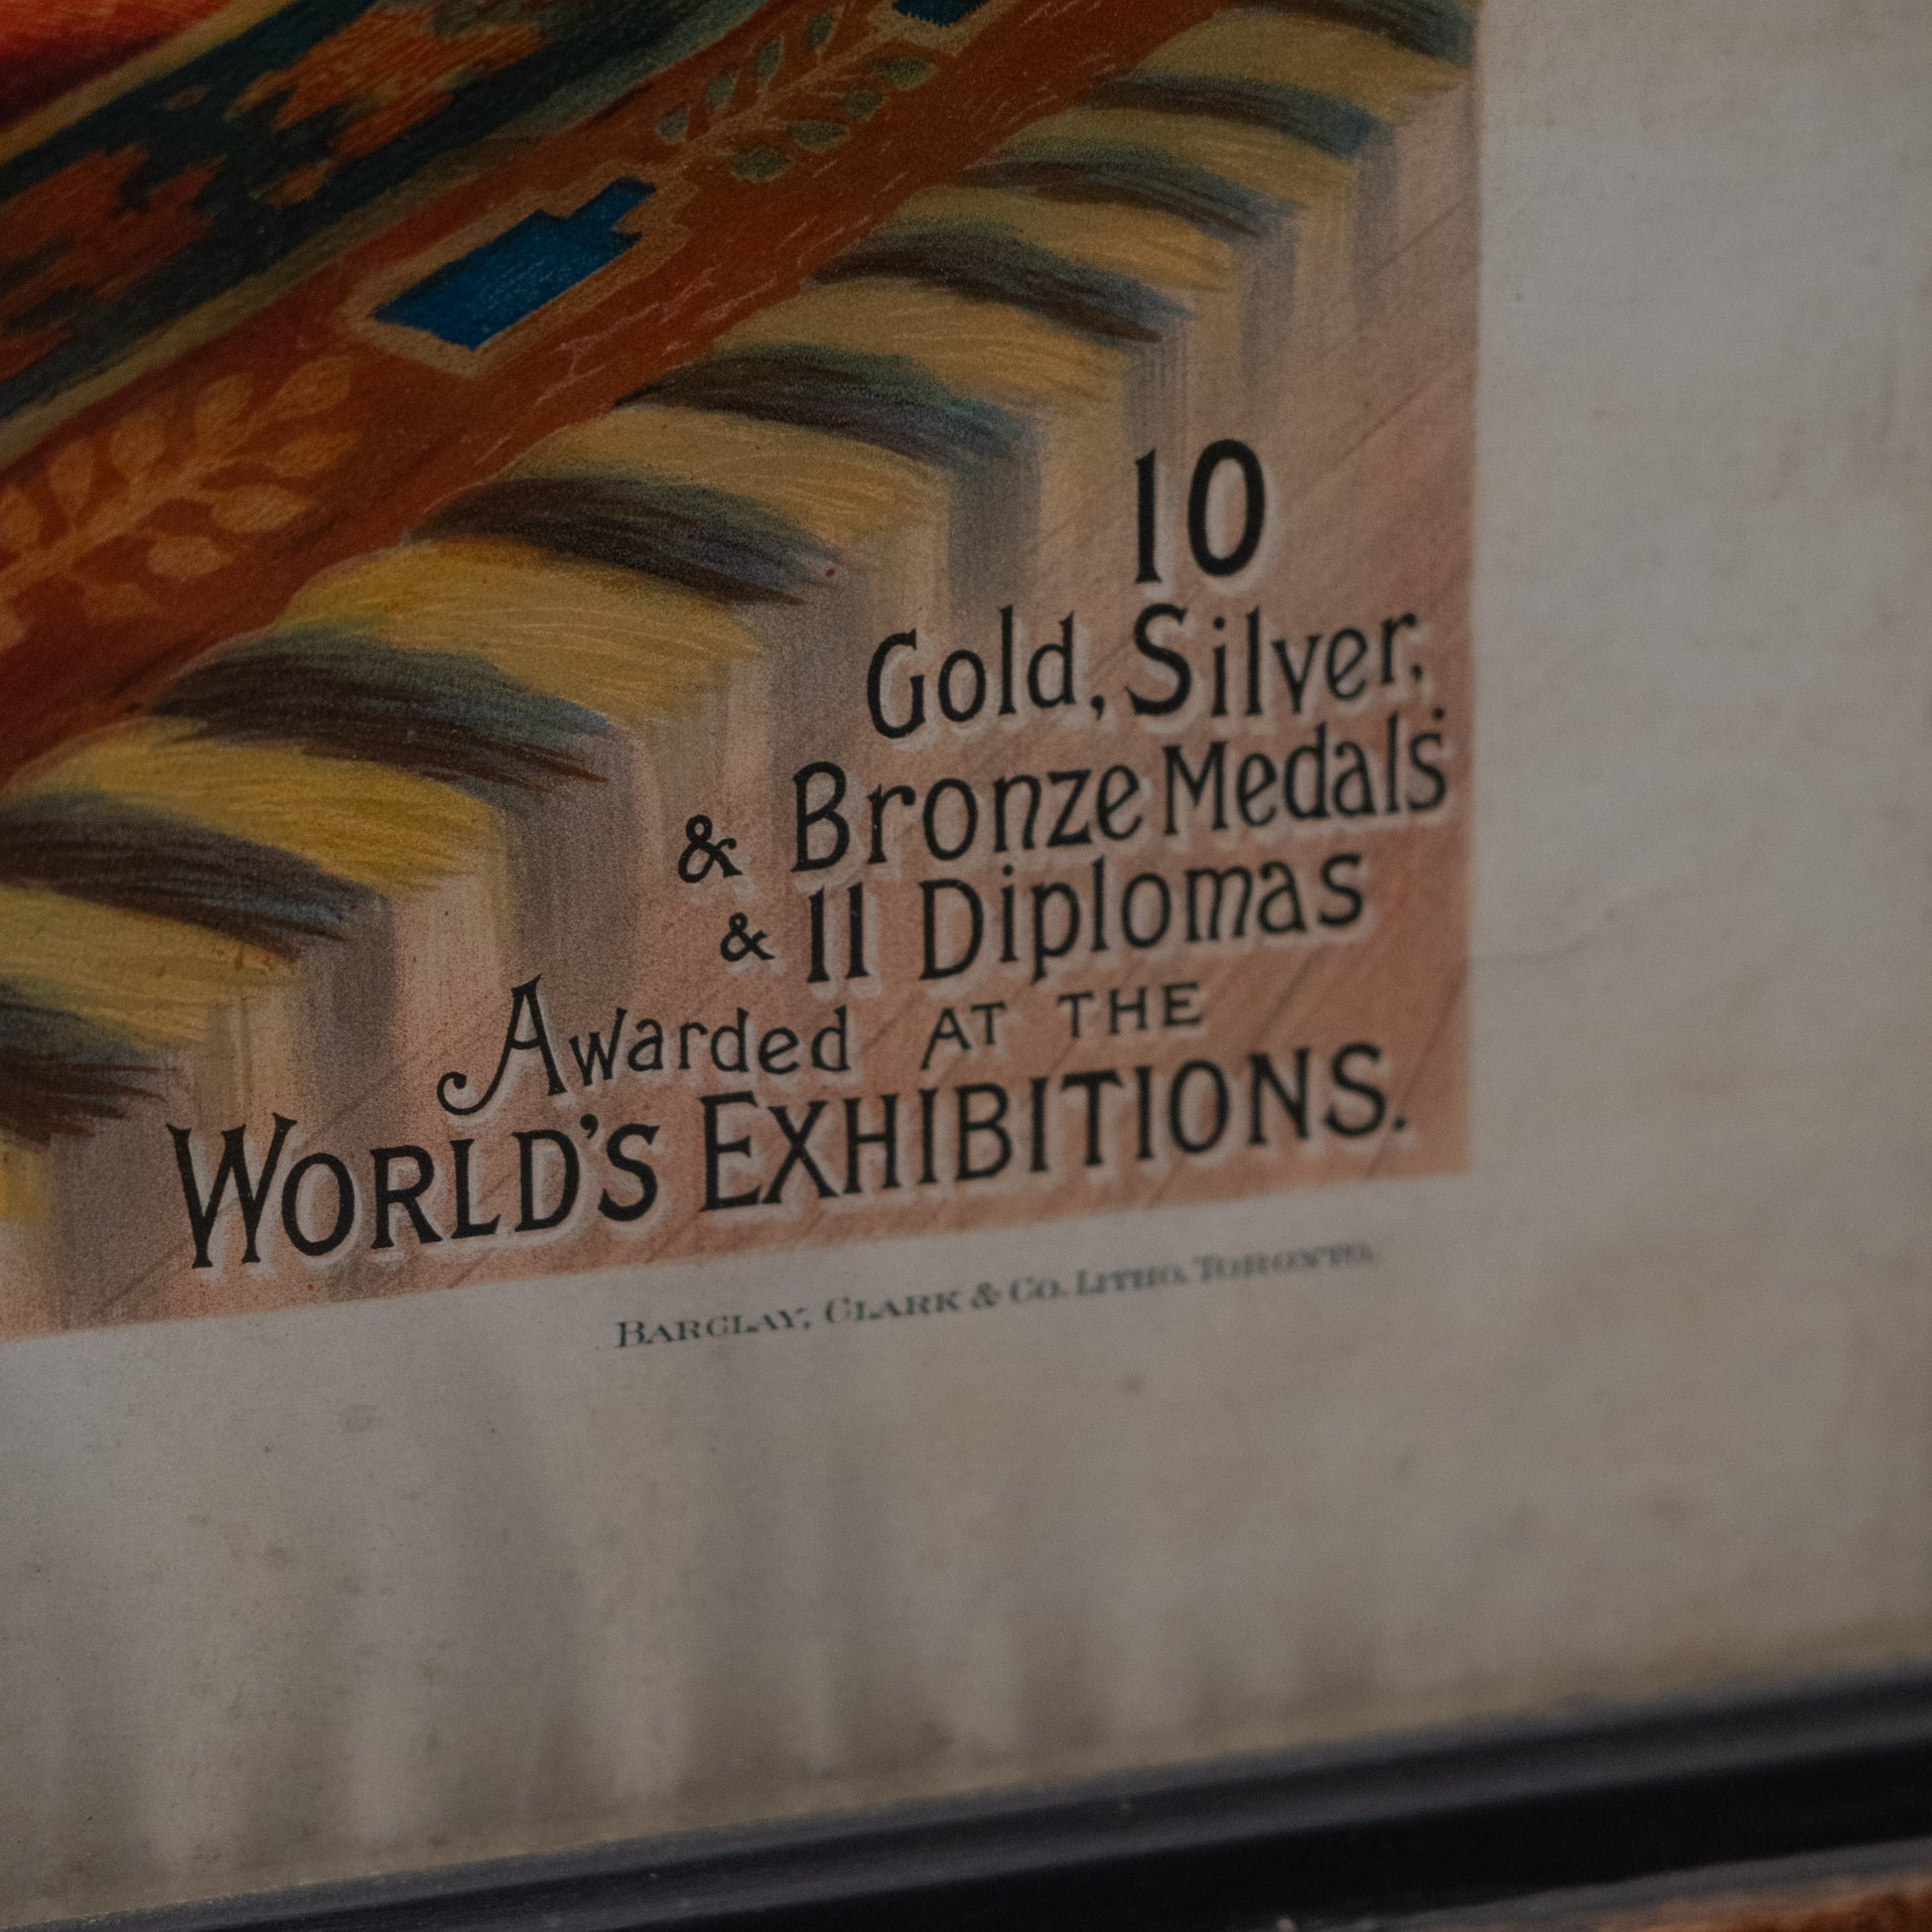 10
Gold, Silver,
& Bronze Medals
& 11 Diplomas
Awarded AT THE
WORLD'S EXHIBITIONS.
BARCLAY, CLARK & CO. LITHO. TORONTO.